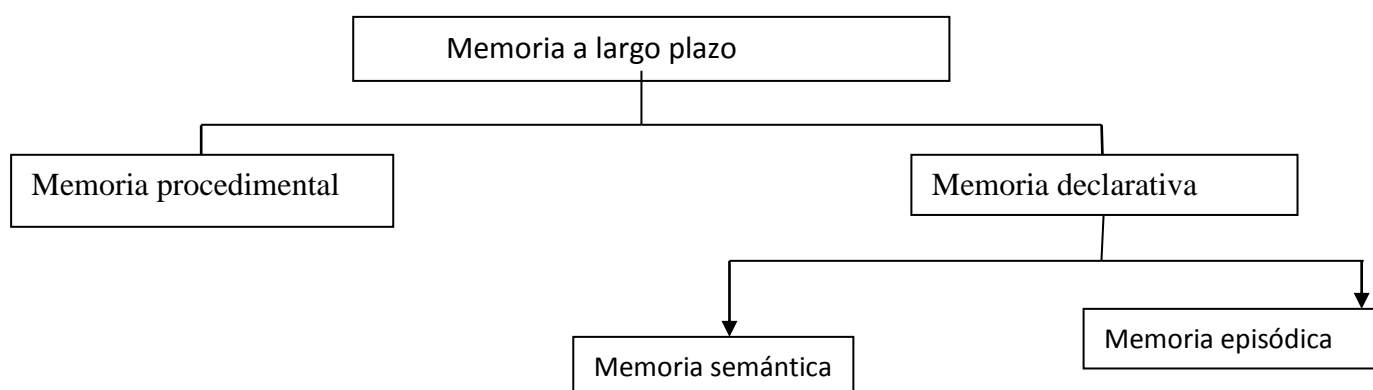 Memoria a largo plazo
Memoria procedimental
Memoria declarativa
Memoria semántica
Memoria episódica